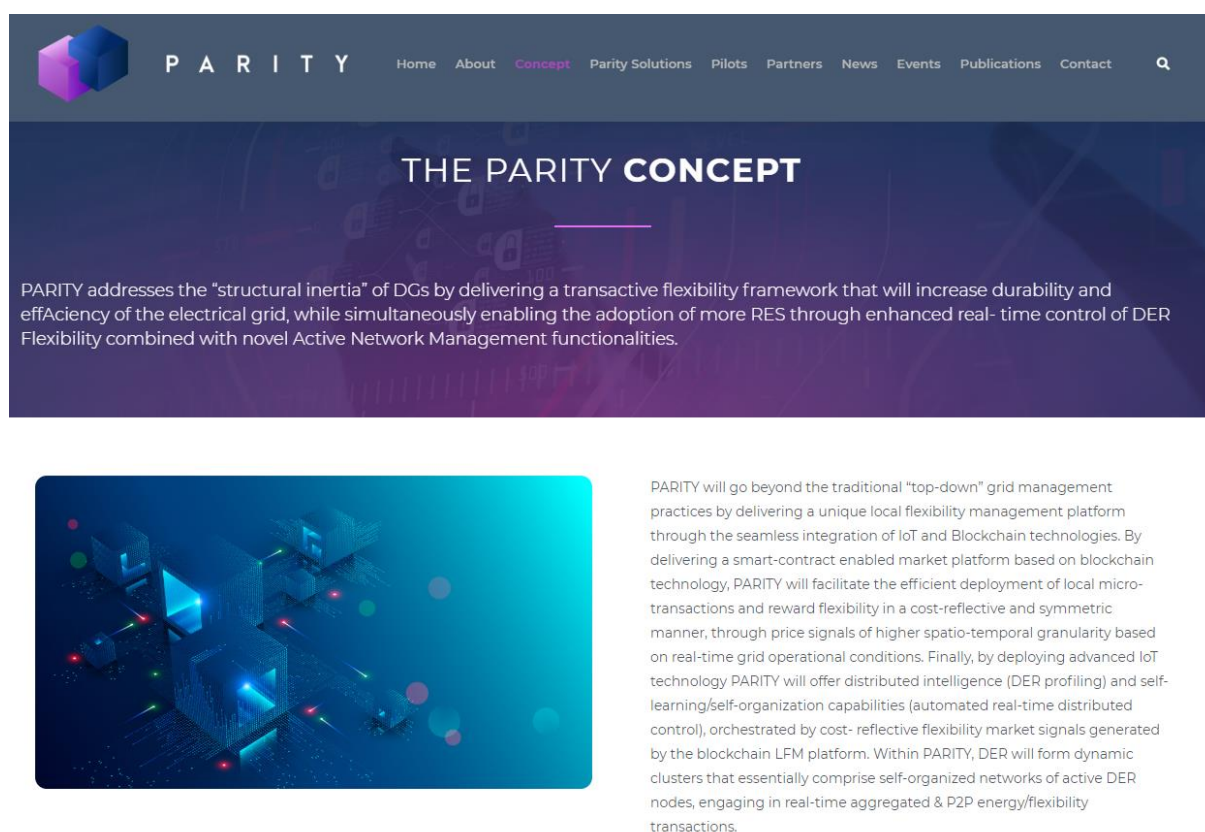 PARITY
Home About Concept Parity Solutions Pilots Partners News Events Publications Contact
THE PARITY CONCEPT
PARITY addresses the “structural inertia” of DGs by delivering a transactive flexibility framework that will increase durability and
effAciency of the electrical grid, while simultaneously enabling the adoption of more RES through enhanced real- time control of DER
Flexibility combined with novel Active Network Management functionalities.
PARITY will go beyond the traditional “top-down” grid management
practices by delivering a unique local flexibility management platform
through the seamless integration of IoT and Blockchain technologies. By
delivering a smart-contract enabled market platform based on blockchain
technology, PARITY will facilitate the efficient deployment of local micro-
transactions and reward flexibility in a cost-reflective and symmetric
manner, through price signals of higher spatio-temporal granularity based
on real-time grid operational conditions. Finally, by deploying advanced IoT
technology PARITY will offer distributed intelligence (DER profiling) and self-
learning/self-organization capabilities (automated real-time distributed
control), orchestrated by cost- reflective flexibility market signals generated
by the blockchain LFM platform. Within PARITY, DER will form dynamic
clusters that essentially comprise self-organized networks of active DER
nodes, engaging in real-time aggregated & P2P energy/flexibility
transactions.